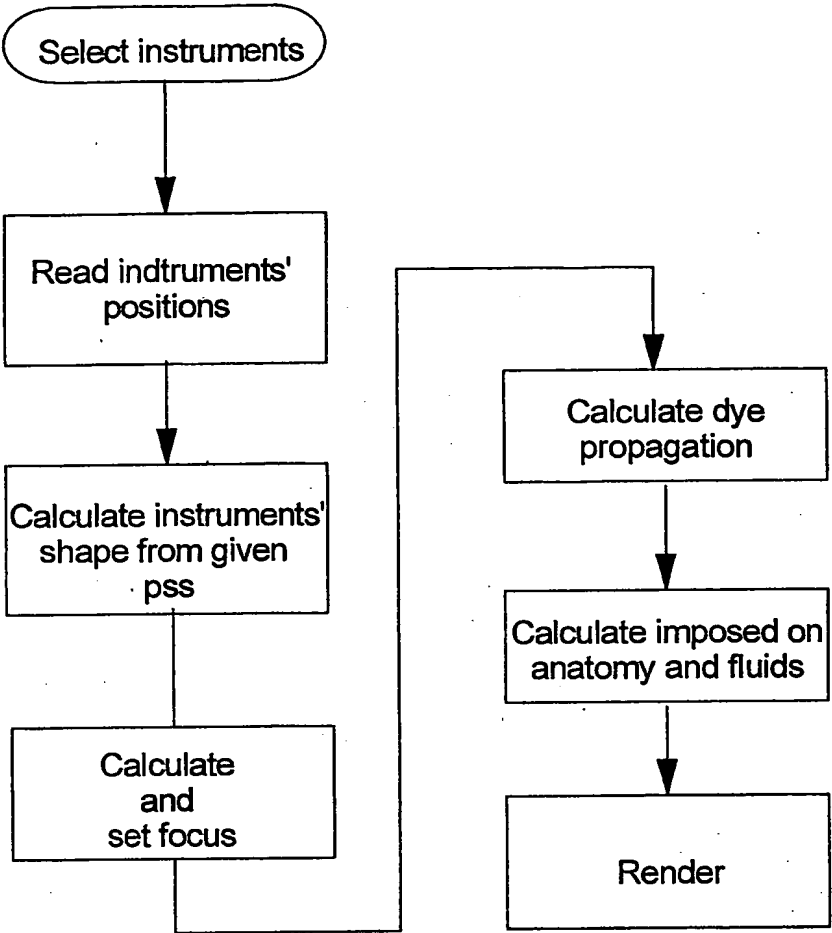 Select instruments
Read indtruments'
positions
Calculate instruments'
shape from given
pss
Calculate
and
set focus
Calculate dye
propagation
Calculate imposed on
anatomy and fluids
Render